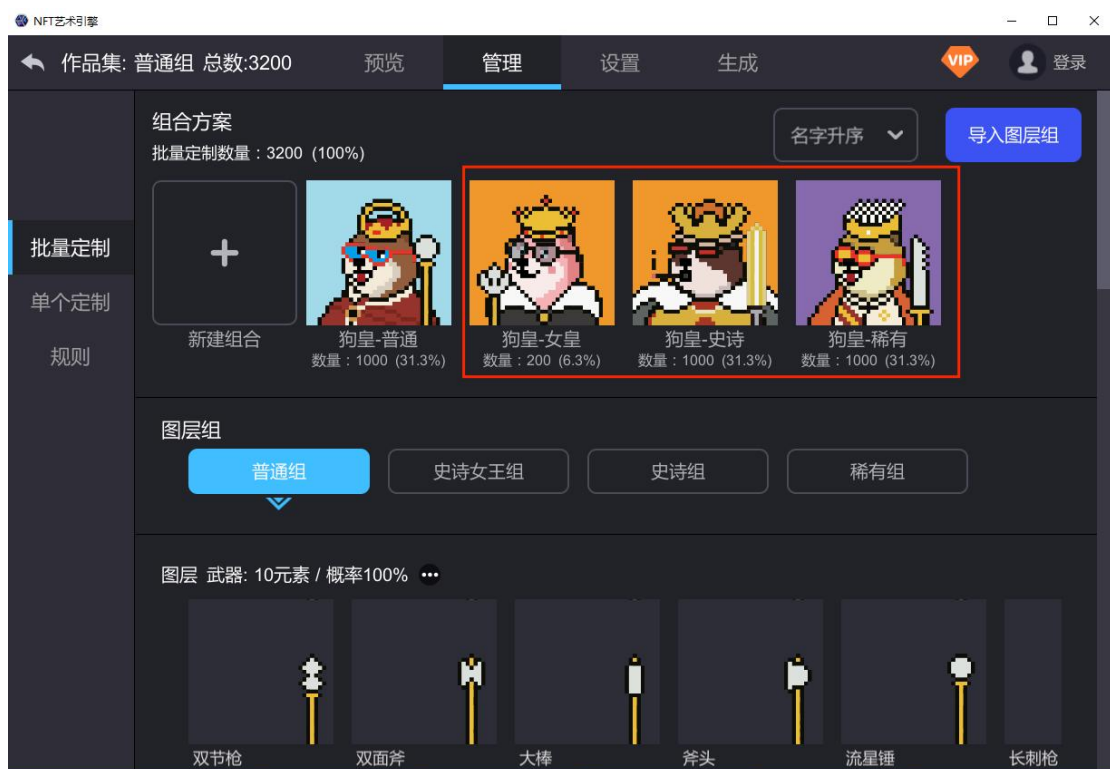 NFT艺术引擎
作品集: 普通组 总数:3200 预览 管理 设置 生成 VIP 登录
组合方案
批量定制数量：3200 (100%)
名字升序 导入图层组
批量定制
单个定制
规则
新建组合 狗皇-普通 狗皇-女皇 狗皇-史诗 狗皇-稀有
数量：1000 (31.3%) 数量：200 (6.3%) 数量：1000 (31.3%) 数量：1000 (31.3%)
图层组
普通组 史诗女王组 史诗组 稀有组
图层 武器: 10元素 / 概率100%
双节枪 双面斧 大棒 斧头 流星锤 长刺枪